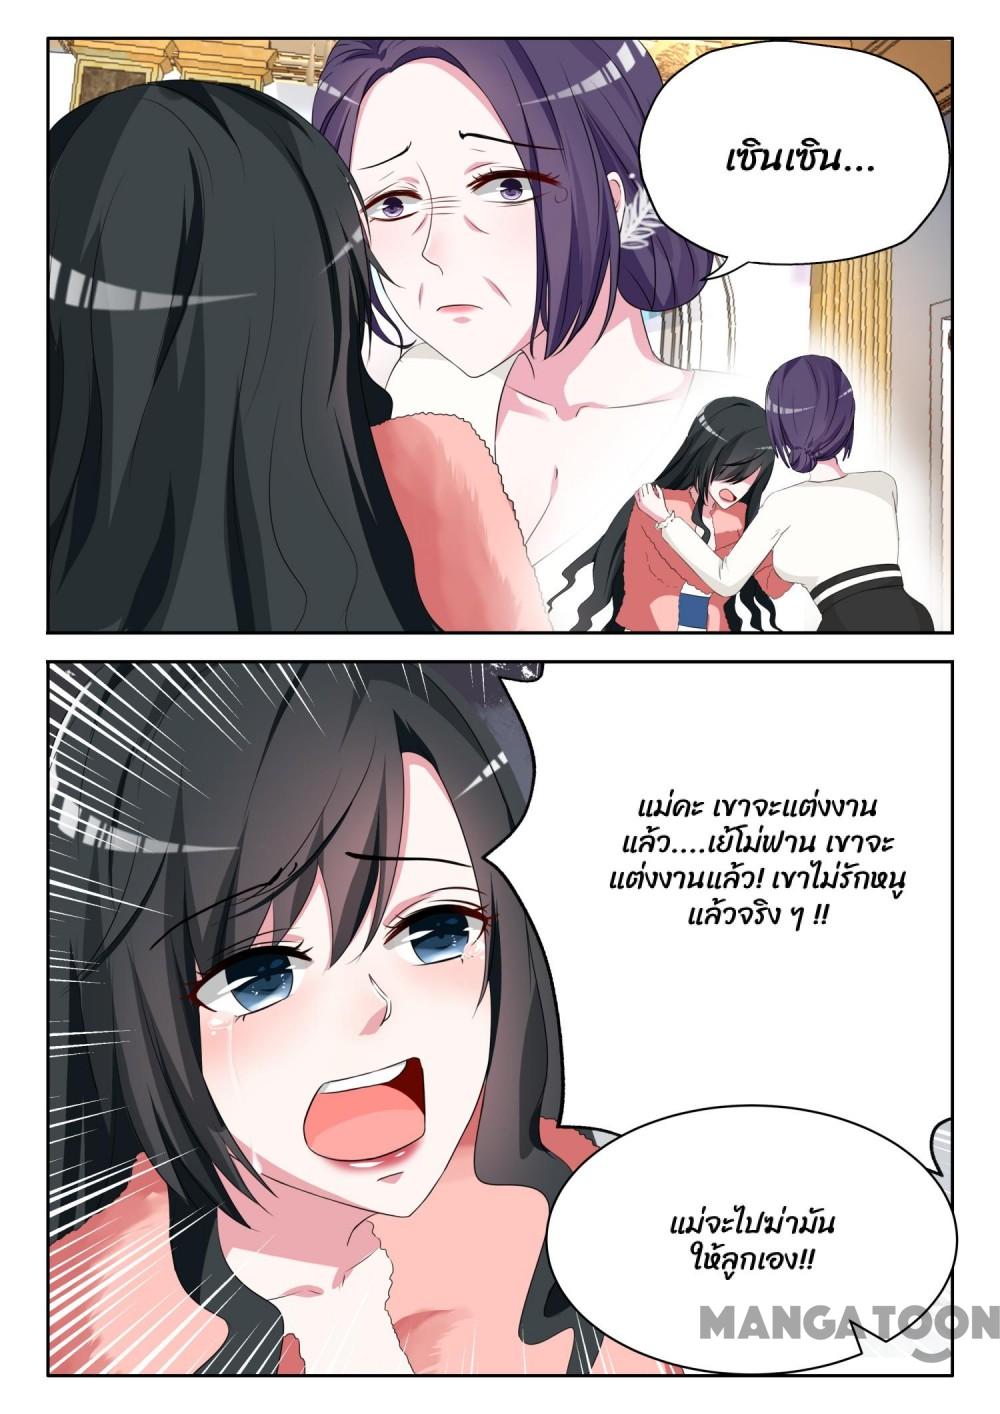 เซินเซิน...
แม่คะ เขาจะแต่งงาน
แล้ว....เย้โม่ฟาน เขาจะ
แต่งงานแล้ว! เขาไม่รักหนู
แล้วจริง ๆ !!
แม่จะไปฆ่ามัน
ให้ลูกเอง!!
MANGATOON